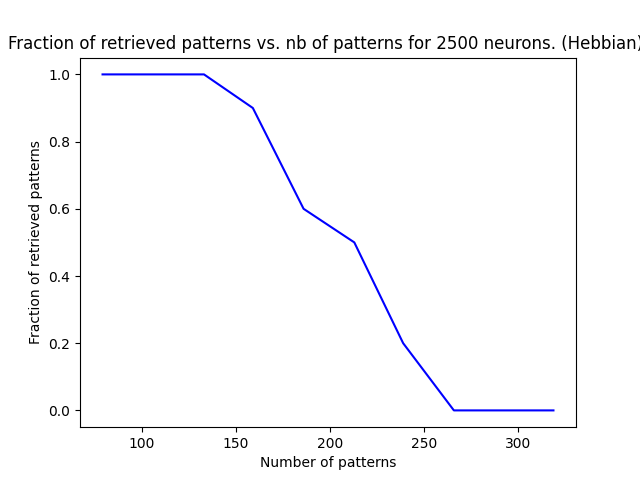 Fraction of retrieved patterns vs. nb of patterns for 2500 neurons. (Hebbian)
1.0
0.8
0.6
0.4
0.2
0.0
Fraction of retrieved patterns
100 150 200 250 300
Number of patterns